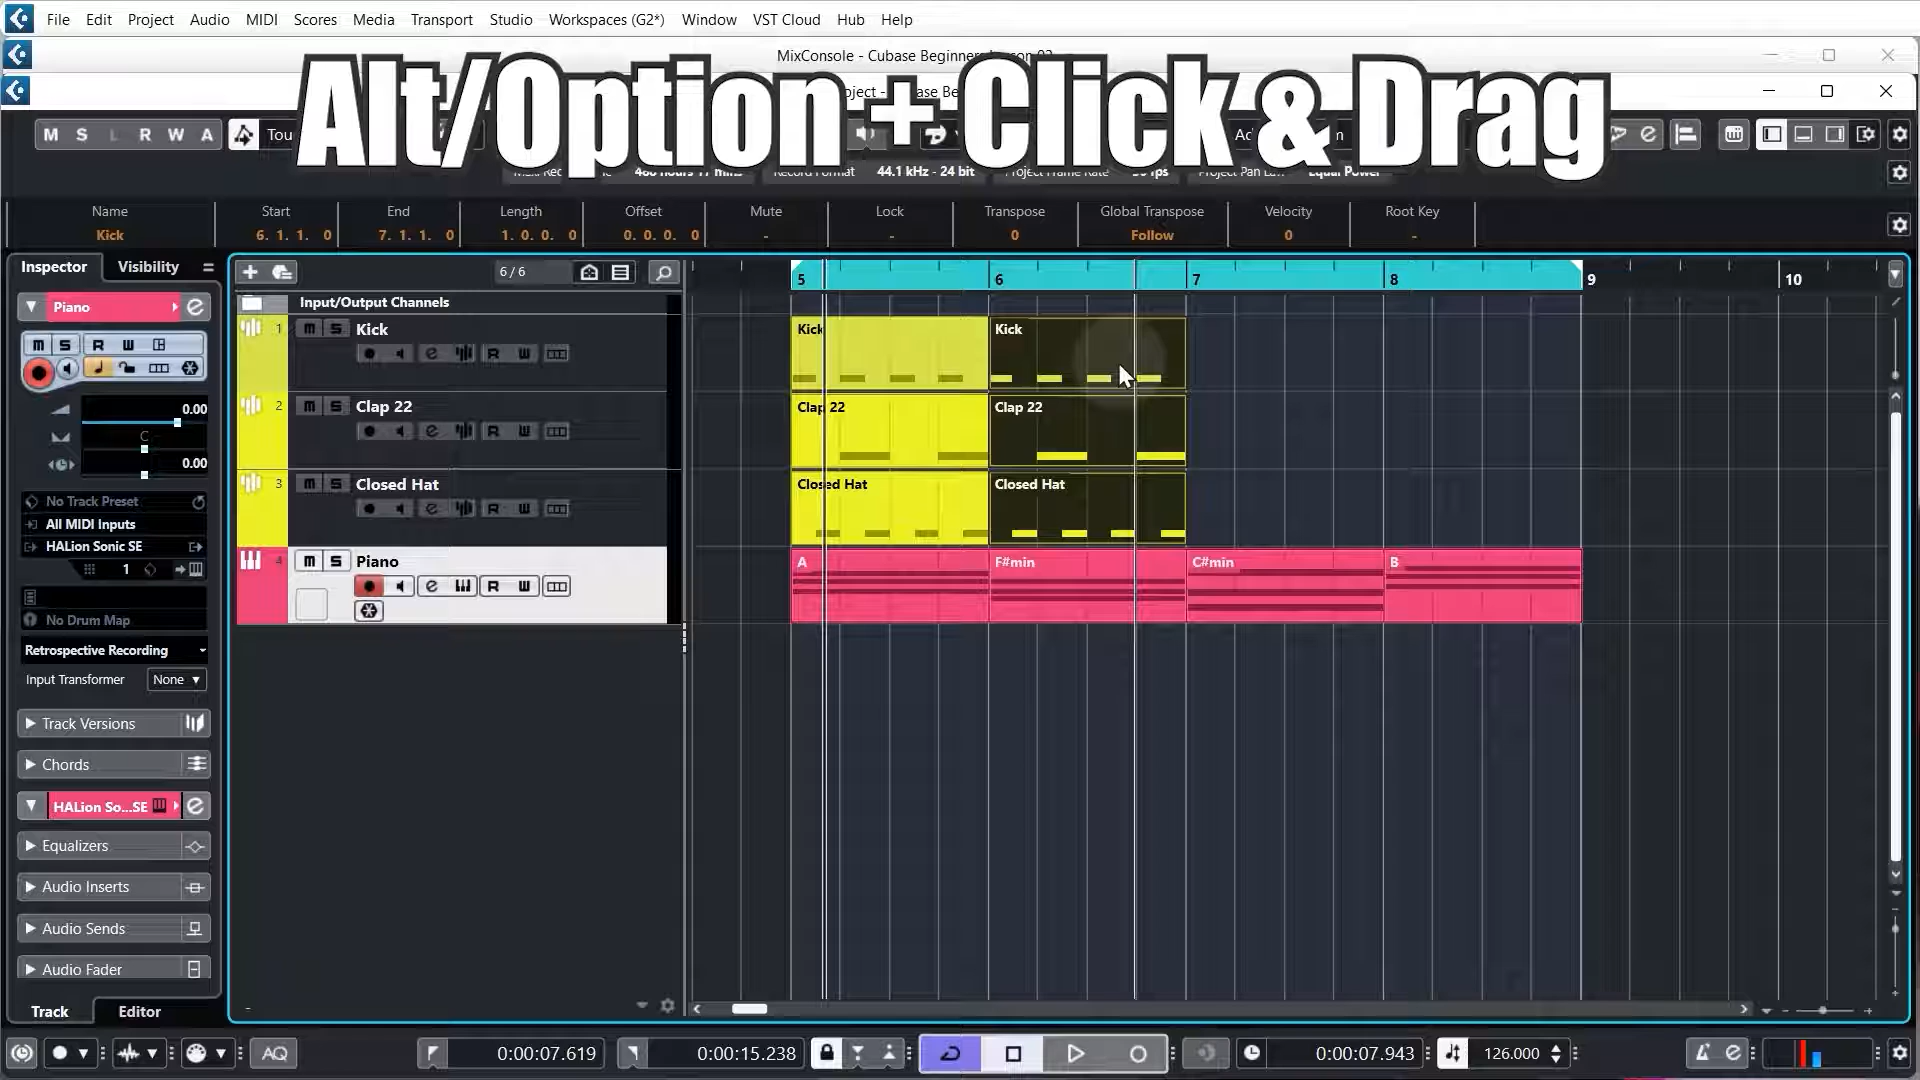 File Edit Project Audio MIDI Scores Media Transport Studio Workspaces (G2*) Window VST Cloud Hub Help
MixConsole - Cubase Beginner
Alt/Option + Click & Drag
M S L R W A
44.1 kHz - 24 bit
Project Frame Rate
Equal Power
Name Start End Length Offset Mute Lock Transpose Global Transpose Velocity Root Key
Kick 6. 1. 1. 0 7. 1. 1. 0 1. 0. 0. 0 0. 0. 0. 0 - - 0 Follow 0 -
Inspector Visibility
6 / 6
5 6 7 8 9 10
Piano
Input/Output Channels
m S R W
1 m S Kick
e R W
Kick Kick
0.00
2 m S Clap 22
e R W
Clap 22 Clap 22
C
0.00
3 m S Closed Hat
e R W
Closed Hat Closed Hat
No Track Preset
All MIDI Inputs
HALion Sonic SE
1
4 m S Piano
e R W
A F#min C#min B
No Drum Map
Retrospective Recording
Input Transformer None
Track Versions
Chords
HALion So...SE
Equalizers
Audio Inserts
Audio Sends
Audio Fader
Track Editor
AQ 0:00:07.619 0:00:15.238 0:00:07.943 126.000